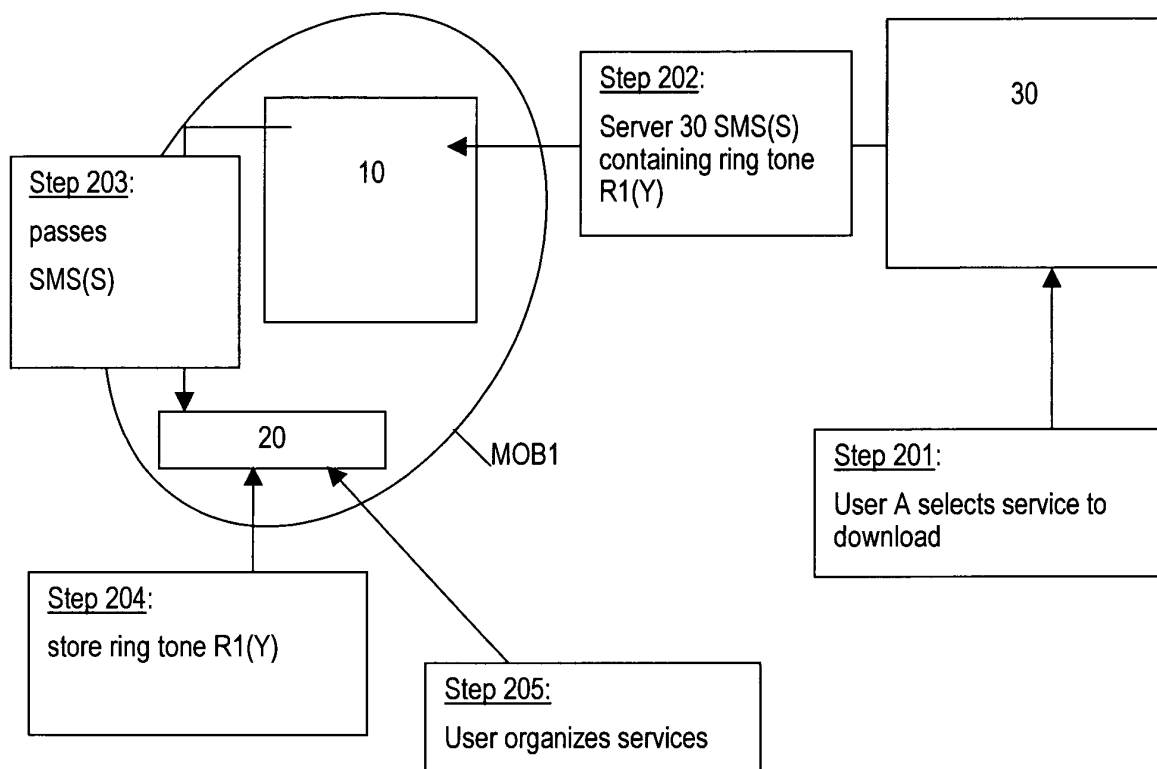 Step 202:
Server 30 SMS(S)
containing ring tone
R1(Y)
30
10
Step 203:
passes
SMS(S)
20
MOB1
Step 201:
User A selects service to
download
Step 204:
store ring tone R1(Y)
Step 205:
User organizes services